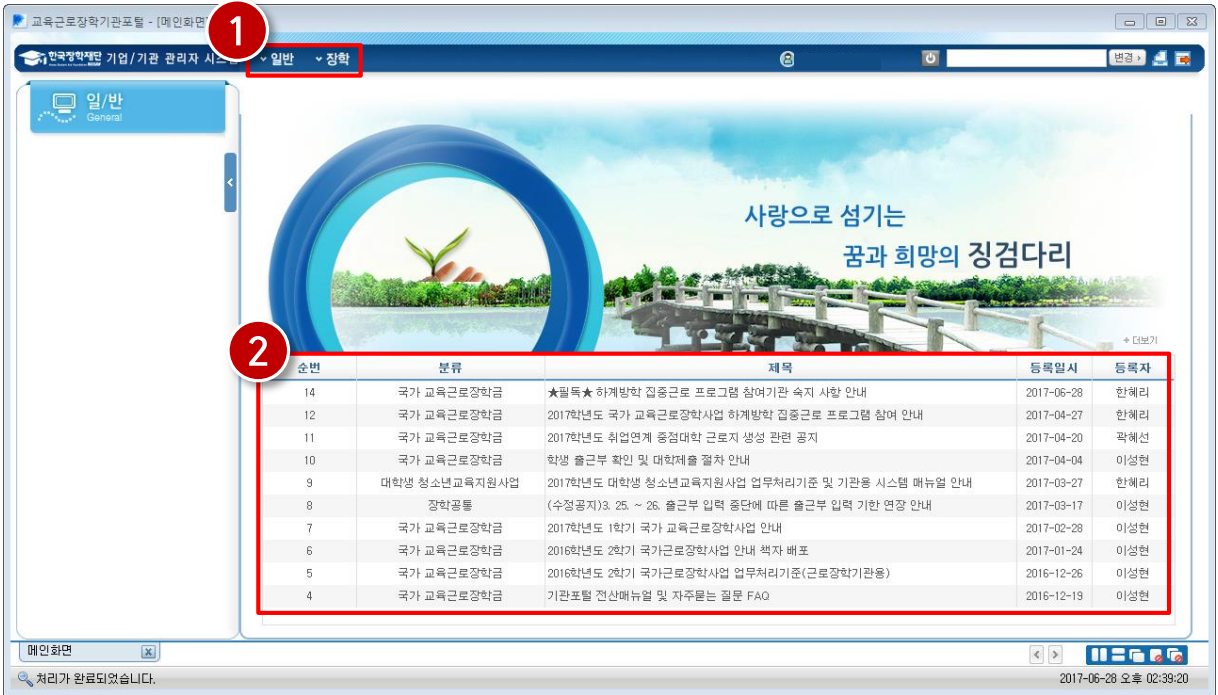 교육근로장학기관포털 - [메인화면]
1
한국장학재단 기업/기관 관리자 시스템 일반 장학 변경
일/반
General
사랑으로 섬기는
꿈과 희망의 징검다리
+ 더보기
2
순번 분류 제목 등록일시 등록자
14 국가 교육근로장학금 ★필독★ 하계방학 집중근로 프로그램 참여기관 숙지 사항 안내 2017-06-28 한혜리
12 국가 교육근로장학금 2017학년도 국가 교육근로장학사업 하계방학 집중근로 프로그램 참여 안내 2017-04-27 한혜리
11 국가 교육근로장학금 2017학년도 취업연계 중점대학 근로지 생성 관련 공지 2017-04-20 곽혜선
10 국가 교육근로장학금 학생 출근부 확인 및 대학제출 절차 안내 2017-04-04 이성현
9 대학생 청소년교육지원사업 2017학년도 대학생 청소년교육지원사업 업무처리기준 및 기관용 시스템 매뉴얼 안내 2017-03-27 한혜리
8 장학공통 (수정공지)3. 25. ~ 26. 출근부 입력 중단에 따른 출근부 입력 기한 연장 안내 2017-03-17 이성현
7 국가 교육근로장학금 2017학년도 1학기 국가 교육근로장학사업 안내 2017-02-28 이성현
6 국가 교육근로장학금 2016학년도 2학기 국가근로장학사업 안내 책자 배포 2017-01-24 이성현
5 국가 교육근로장학금 2016학년도 2학기 국가근로장학사업 업무처리기준(근로장학기관용) 2016-12-26 이성현
4 국가 교육근로장학금 기관포털 전산매뉴얼 및 자주묻는 질문 FAQ 2016-12-19 이성현
메인화면
처리가 완료되었습니다. 2017-06-28 오후 02:39:20